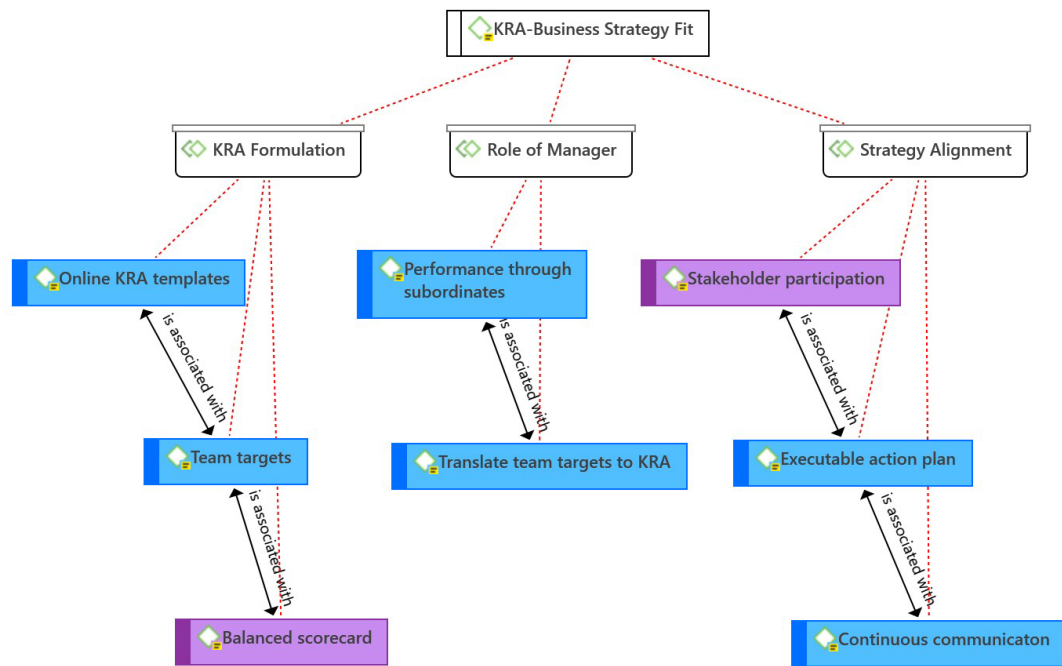 KRA-Business Strategy Fit
KRA Formulation
Role of Manager
Strategy Alignment
Online KRA templates
Performance through
subordinates
Stakeholder participation
is associated with
is associated with
is associated with
Team targets
Translate team targets to KRA
Executable action plan
is associated with
is associated with
Balanced scorecard
Continuous communicaton